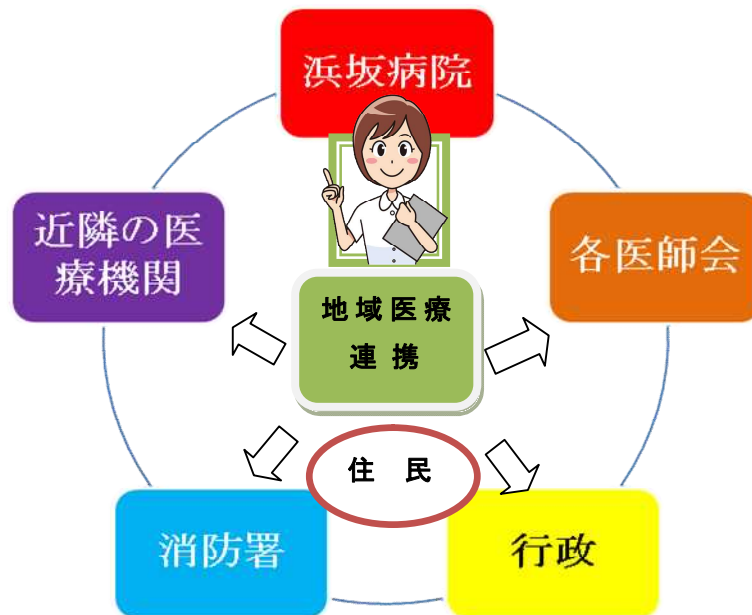 浜坂病院
近隣の医
療機関
各医師会
地域医療
連携
住 民
消防署
行政